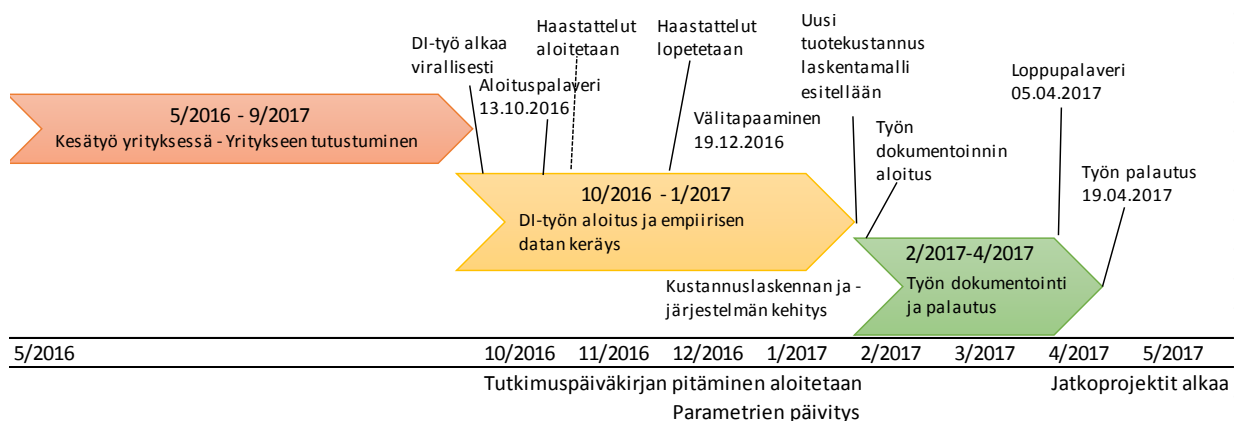 DI-työ alkaa
virallisesti
Haastattelut
aloitetaan
Haastattelut
lopetetaan
Uusi
tuotekustannus
laskentamalli
esitellään
Aloituspalaveri
13.10.2016
Loppupalaveri
05.04.2017
5/2016 - 9/2017
Kesätyö yrityksessä - Yritykseen tutustuminen
Välitapaaminen
19.12.2016
Työn
dokumentoinnin
aloitus
Työn palautus
19.04.2017
10/2016 - 1/2017
DI-työn aloitus ja empiirisen
datan keräys
2/2017-4/2017
Työn dokumentointi
ja palautus
Kustannuslaskennan ja -
järjestelmän kehitys
5/2016 10/2016 11/2016 12/2016 1/2017 2/2017 3/2017 4/2017 5/2017
Tutkimuspäiväkirjan pitäminen aloitetaan
Jatkoprojektit alkaa
Parametrien päivitys